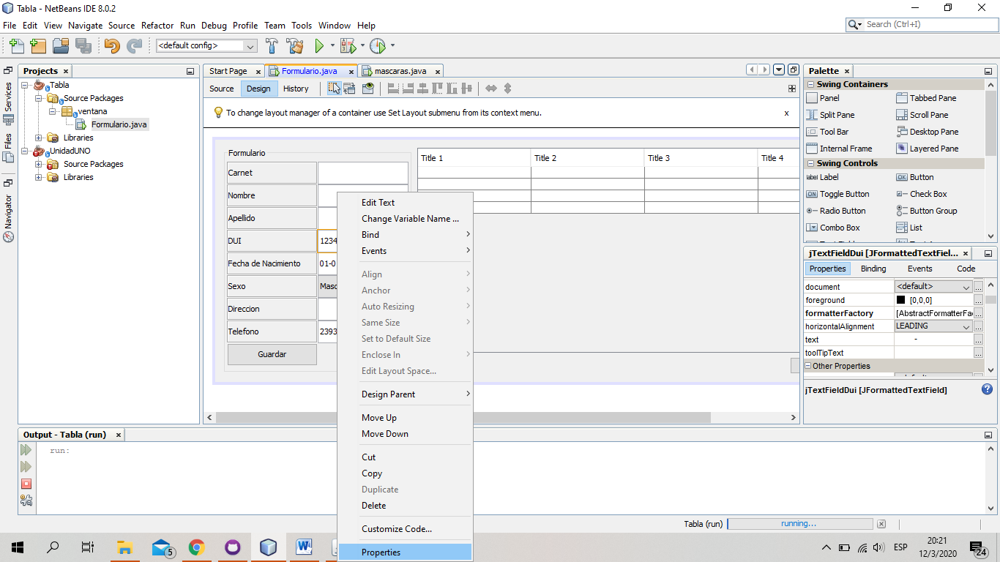 Tabla - NetBeans IDE 8.0.2
File Edit View Navigate Source Refactor Run Debug Profile Team Tools Window Help
Search (Ctrl+I)
<default config>
Services
Files
Navigator
Projects
Tabla
Source Packages
ventana
Formulario.java
Libraries
UnidadUNO
Source Packages
Libraries
Start Page Formulario.java mascaras.java
Source Design History
To change layout manager of a container use Set Layout submenu from its context menu. x
Formulario
Carnet
Nombre
Apellido
DUI 1234
Fecha de Nacimiento 01-0
Sexo Masc
Direccion
Telefono 2393
Guardar
Title 1 Title 2 Title 3 Title 4
Edit Text
Change Variable Name ...
Bind
Events
Align
Anchor
Auto Resizing
Same Size
Set to Default Size
Enclose In
Edit Layout Space...
Design Parent
Move Up
Move Down
Cut
Copy
Duplicate
Delete
Customize Code...
Properties
Palette
Swing Containers
Panel Tabbed Pane
Split Pane Scroll Pane
Tool Bar Desktop Pane
Internal Frame Layered Pane
Swing Controls
Label Button
Toggle Button Check Box
Radio Button Button Group
Combo Box List
jTextFieldDui [JFormattedTextFiel...
Properties Binding Events Code
document <default> ...
foreground [0,0,0] ...
formatterFactory [AbstractFormatterFa ...
horizontalAlignment LEADING ...
text - ...
toolTipText ...
Other Properties
jTextFieldDui [JFormattedTextField]
Output - Tabla (run)
run:
Tabla (run) running...
5
ESP
20:21
12/3/2020
24